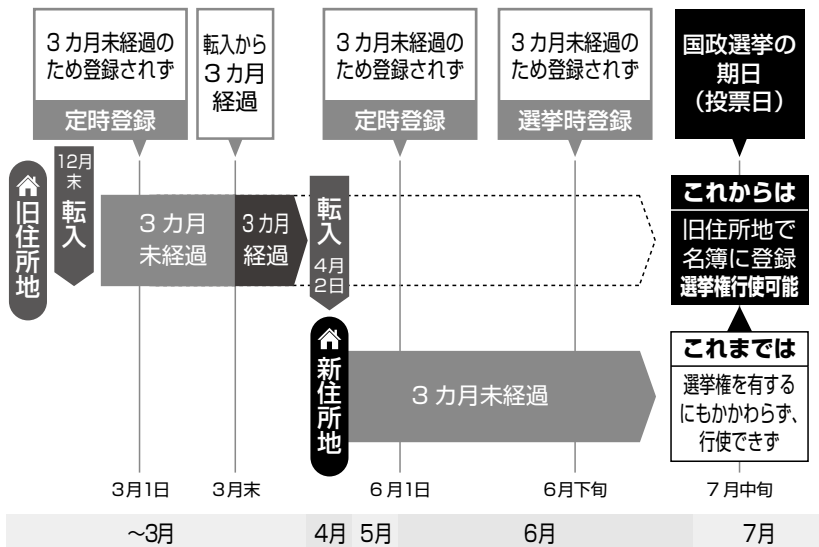 3カ月未経過の
ため登録されず
定時登録
転入から
3カ月
経過
3カ月未経過の
ため登録されず
定時登録
3カ月未経過の
ため登録されず
選挙時登録
国政選挙の
期日
（投票日）
旧住所地
12月
末
転入
3カ月
未経過
3カ月
経過
転入
4月
2日
これからは
旧住所地で
名簿に登録
選挙権行使可能
新住所地
3カ月未経過
これまでは
選挙権を有する
にもかかわらず、
行使できず
3月1日
3月末
6月1日
6月下旬
7月中旬
～3月
4月
5月
6月
7月